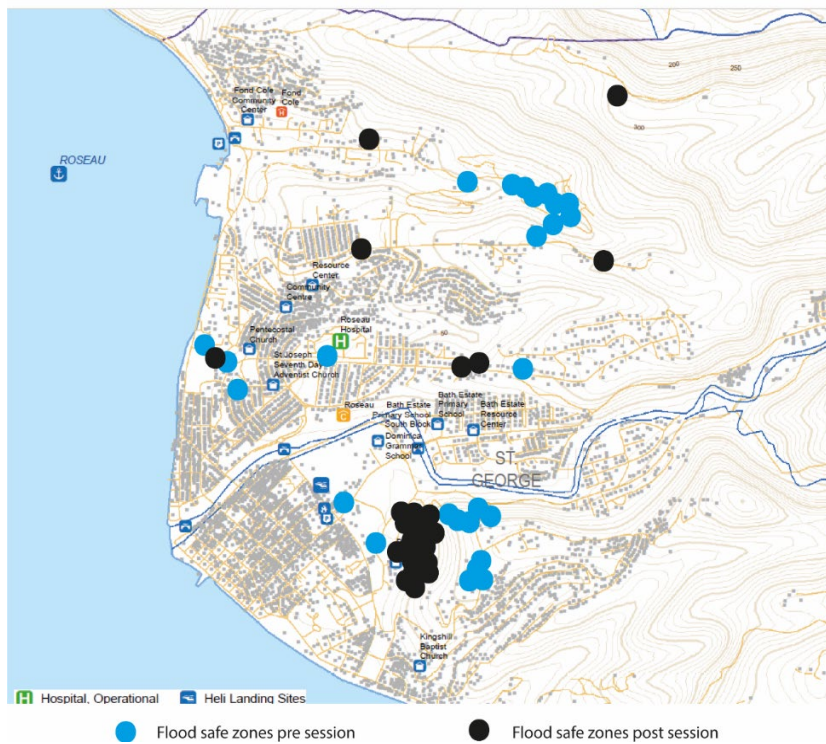 200
250
300
Fond Cole
Community
Center
Fond
Cole
H
P
ROSEAU
Resource
Center
Community
Centre
Pentecostal
Church
Roseau
Hospital
H
50
St Joseph
Seventh Day
Adventist Church
Roseau
C
Bath Estate
Primary School
South Block
Bath Estate
Primary
School
Bath Estate
Resource
Center
Dominica
Grammar
School
ST.
GEORGE
P
Kingshill
Baptist
Church
H Hospital, Operational
Heli Landing Sites
Flood safe zones pre session
Flood safe zones post session